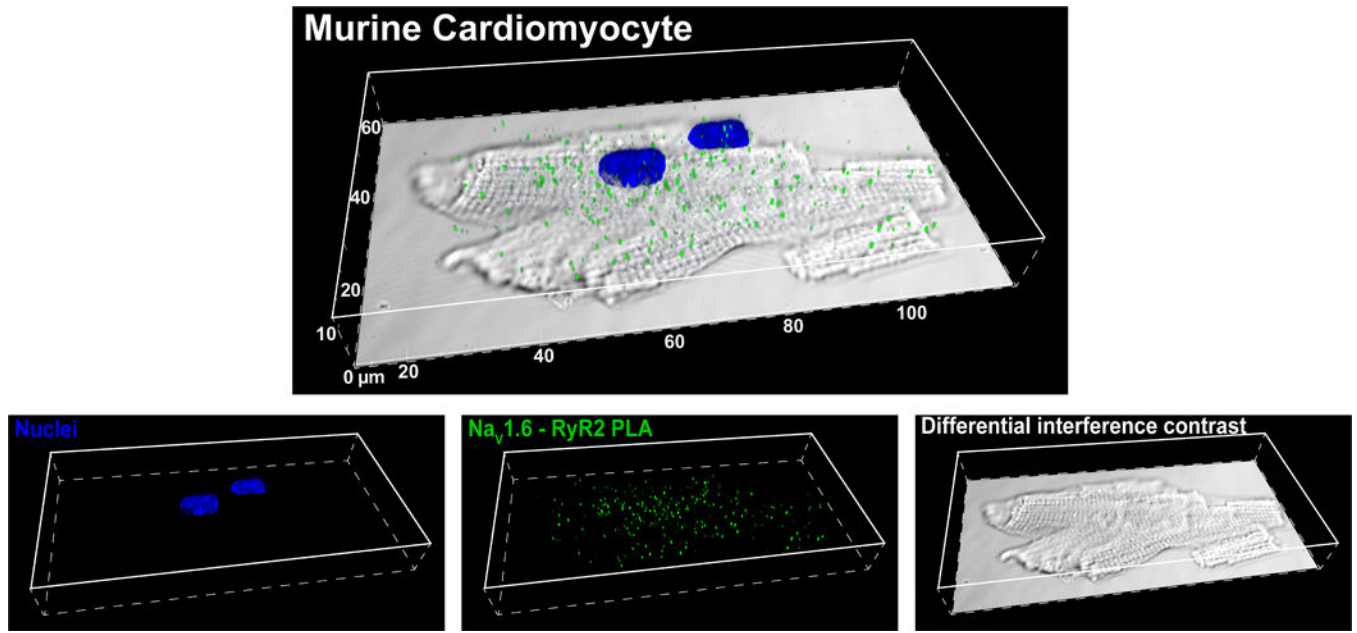 Murine Cardiomyocyte
60
40
20
10
0 µm
20
40
60
80
100
Nuclei
Nav1.6 - RyR2 PLA
Differential interference contrast